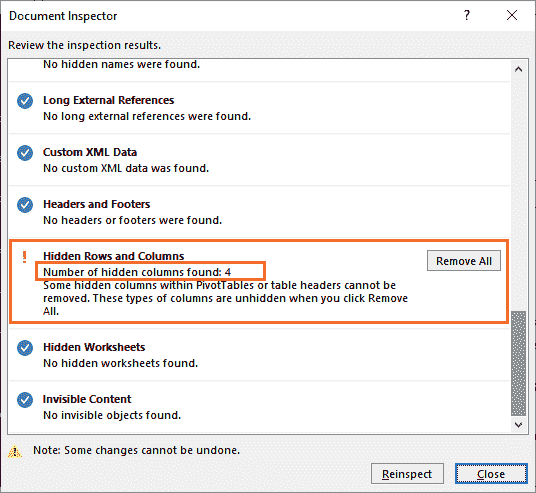 Document Inspector
?
Review the inspection results.
No hidden names were found.
Long External References
No long external references were found.
Custom XML Data
No custom XML data was found.
Headers and Footers
No headers or footers were found.
! Hidden Rows and Columns
Number of hidden columns found: 4
Remove All
Some hidden columns within PivotTables or table headers cannot be
removed. These types of columns are unhidden when you click Remove
All.
Hidden Worksheets
No hidden worksheets found.
Invisible Content
No invisible objects found.
Note: Some changes cannot be undone.
Reinspect Close